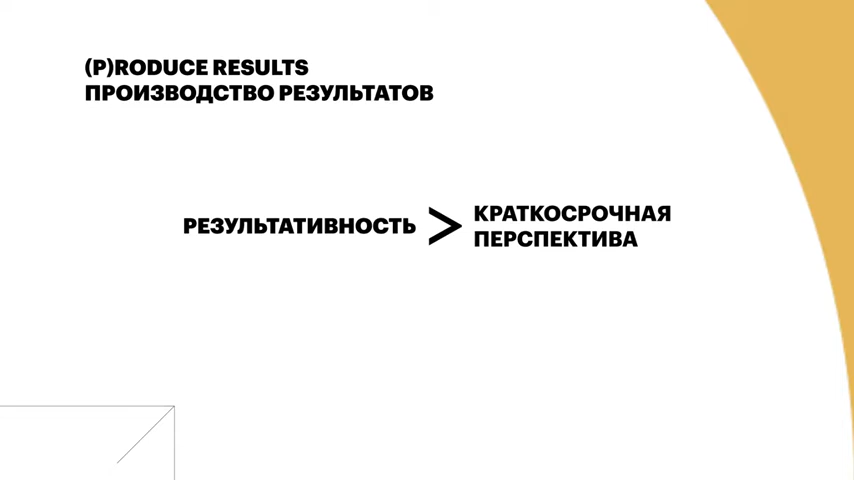 (P)RODUCE RESULTS
ПРОИЗВОДСТВО РЕЗУЛЬТАТОВ
РЕЗУЛЬТАТИВНОСТЬ > КРАТКОСРОЧНАЯ
ПЕРСПЕКТИВА